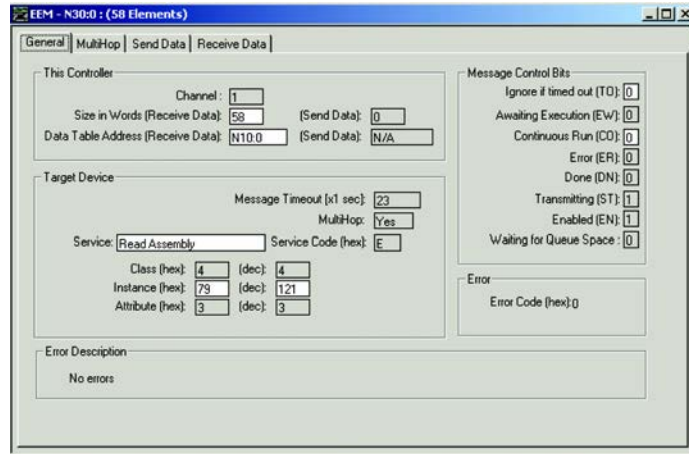 EEM - N30:0 : (58 Elements)
General MultiHop Send Data Receive Data
This Controller
Channel : 1
Size in Words (Receive Data): 58 (Send Data): 0
Data Table Address (Receive Data): N10:0 (Send Data): N/A
Target Device
Message Timeout [x1 sec]: 23
MultiHop: Yes
Service: Read Assembly Service Code (hex): E
Class (hex): 4 (dec): 4
Instance (hex): 79 (dec): 121
Attribute (hex): 3 (dec): 3
Message Control Bits
Ignore if timed out (TO): 0
Awaiting Execution (EW): 0
Continuous Run (CO): 0
Error (ER): 0
Done (DN): 0
Transmitting (ST): 1
Enabled (EN): 1
Waiting for Queue Space : 0
Error
Error Code (hex):0
Error Description
No errors